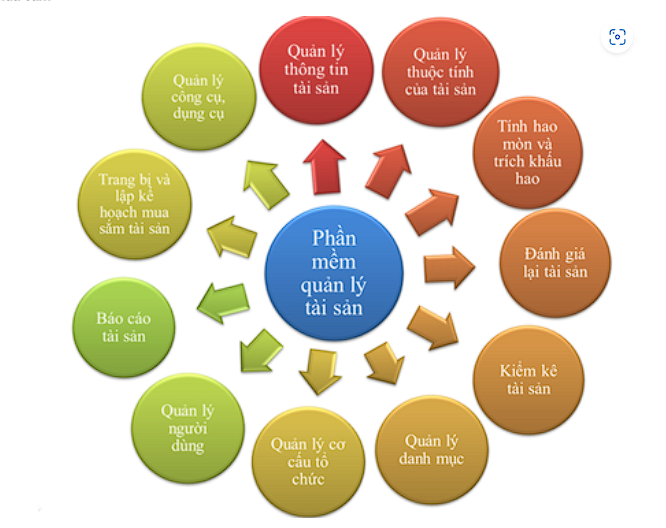 Quản lý
thông tin
tài sản
Quản lý
thuộc tính
của tài sản
Tính hao
mòn và
trích khấu
hao
Đánh giá
lại tài sản
Kiểm kê
tài sản
Quản lý
danh mục
Quản lý cơ
cấu tổ
chức
Quản lý
người
dùng
Báo cáo
tài sản
Trang bị và
lập kế
hoạch mua
sắm tài sản
Quản lý
công cụ,
dụng cụ
Phần
mềm
quản lý
tài sản